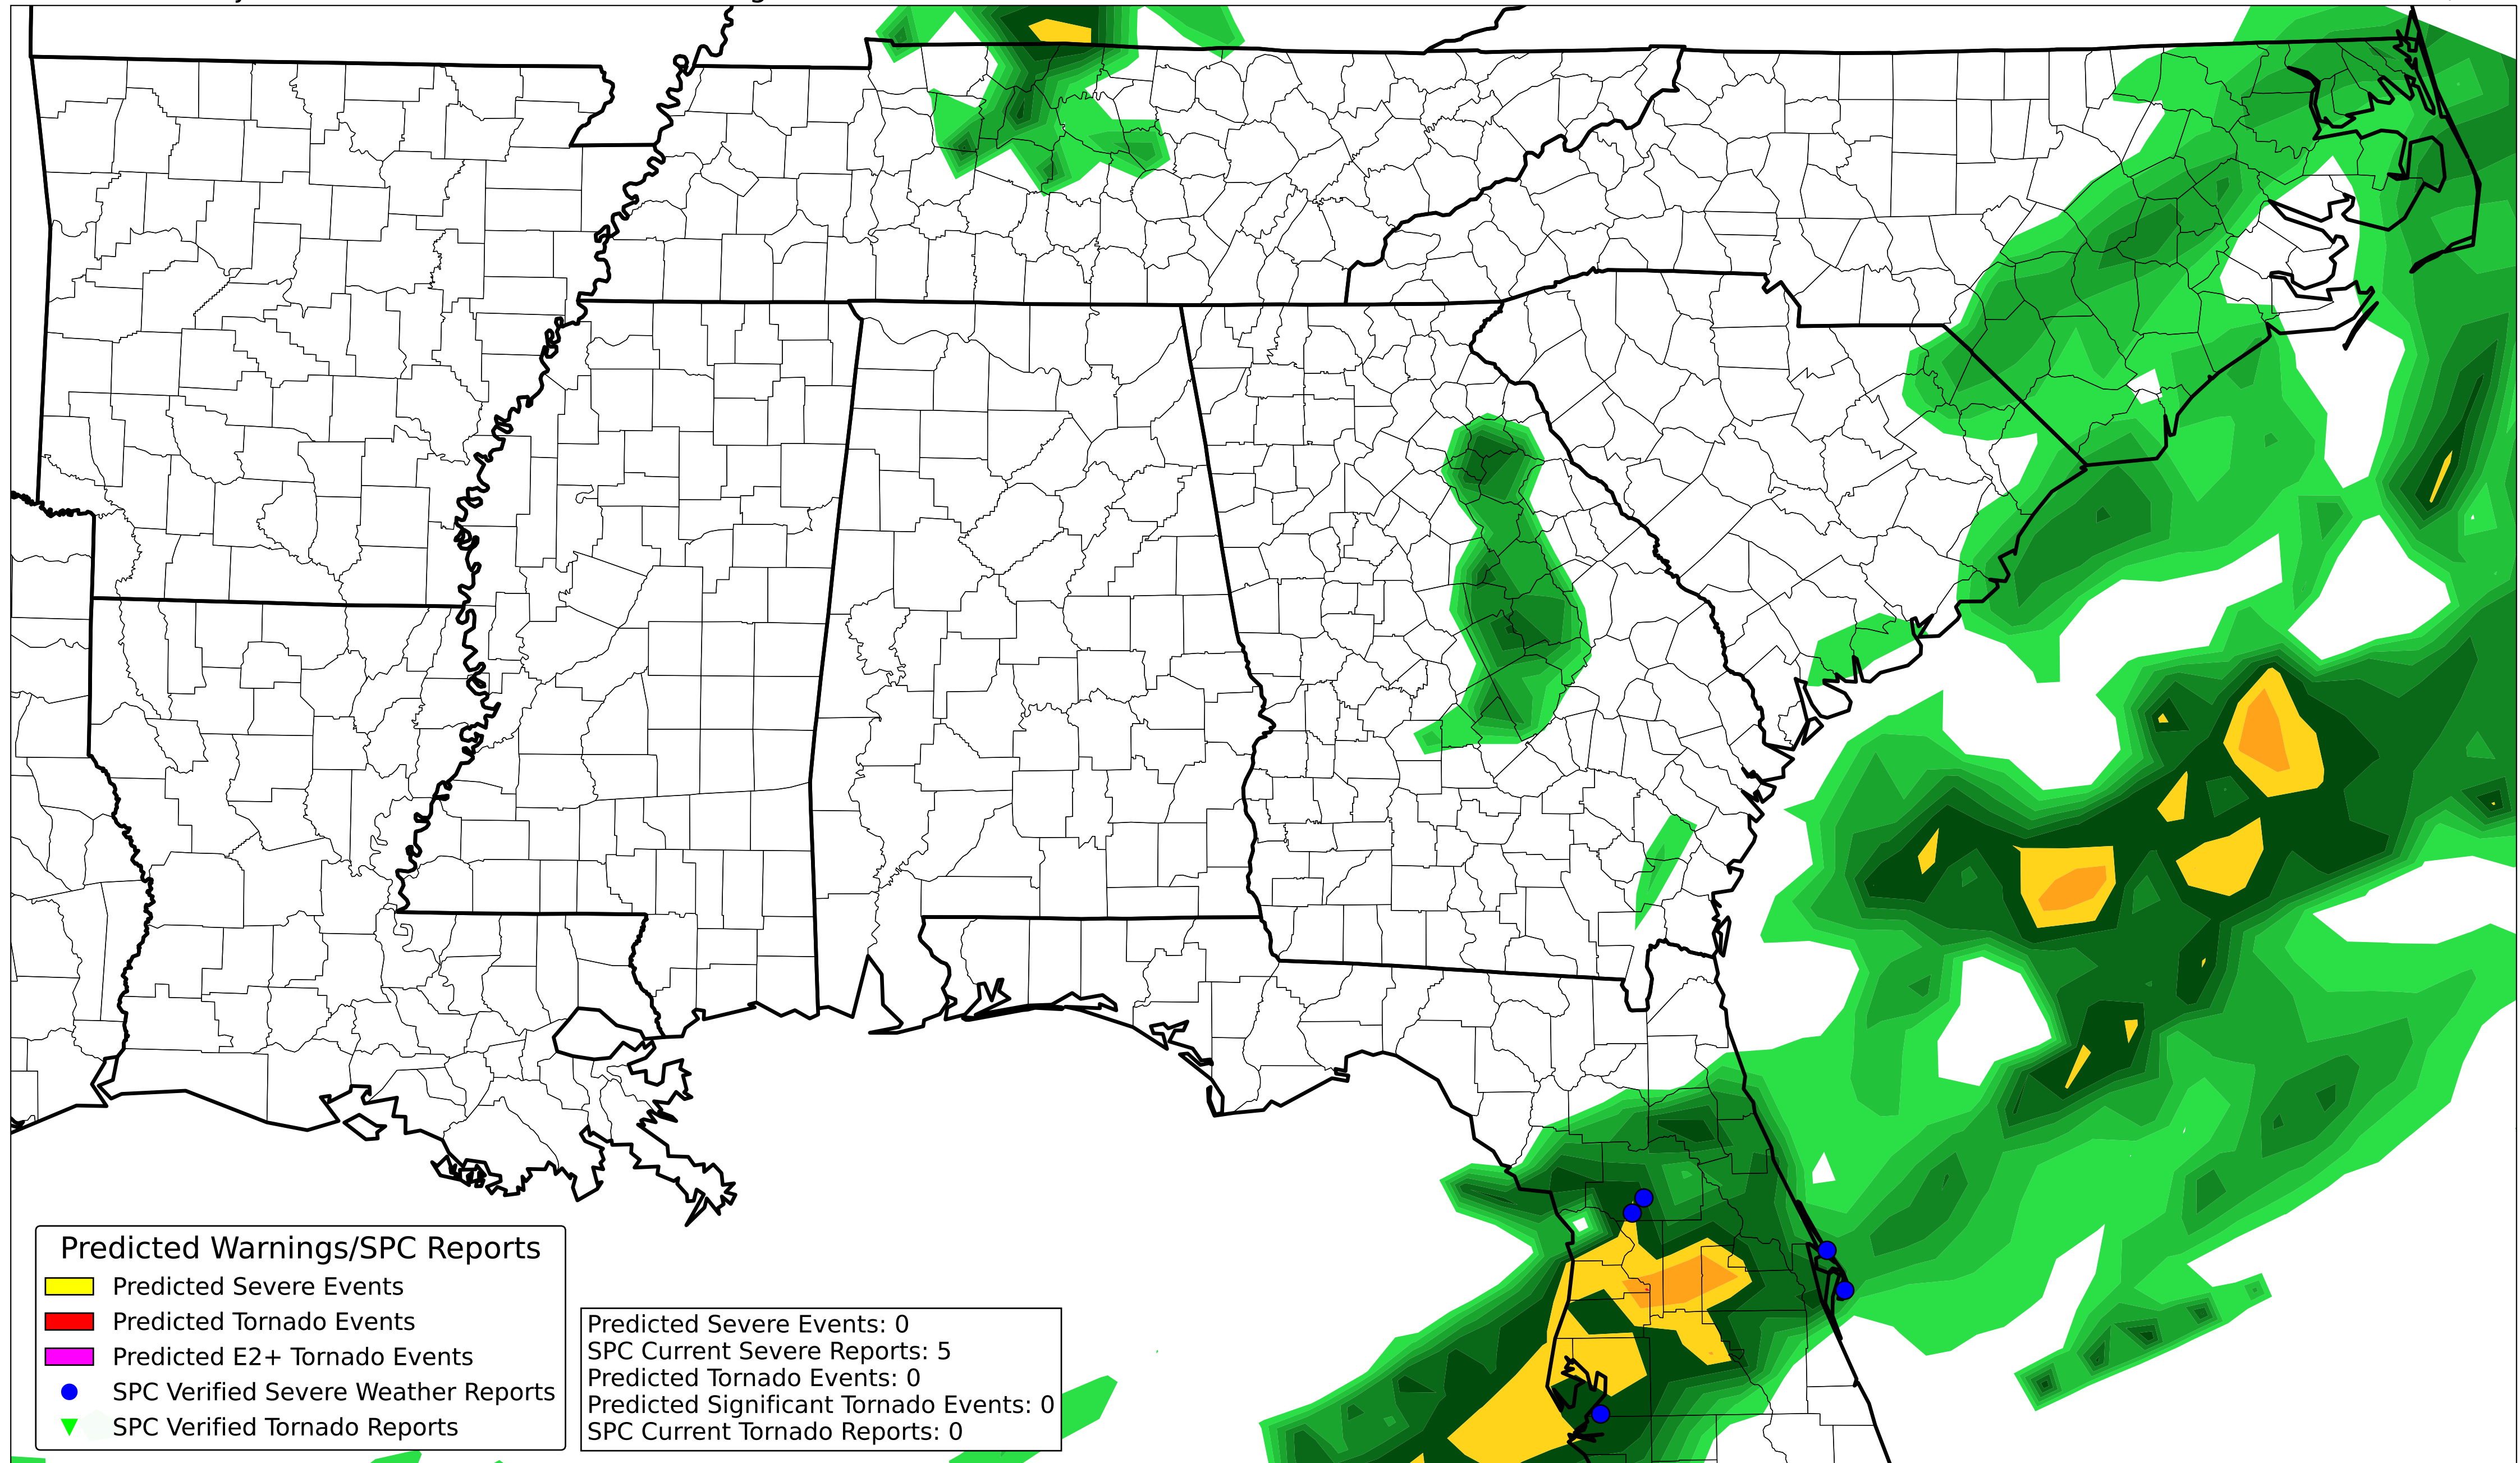 Predicted Warnings/SPC Reports
Predicted Severe Events
Predicted Tornado Events
Predicted E2+ Tornado Events
SPC Verified Severe Weather Reports
SPC Verified Tornado Reports
Predicted Severe Events: 0
SPC Current Severe Reports: 5
Predicted Tornado Events: 0
Predicted Significant Tornado Events: 0
SPC Current Tornado Reports: 0